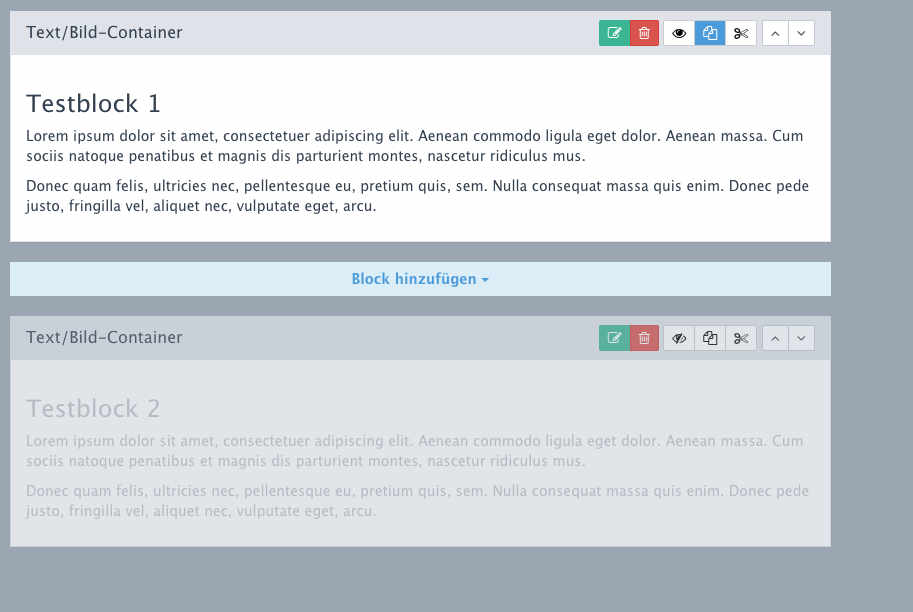 Text/Bild-Container
Testblock 1
Lorem ipsum dolor sit amet, consectetuer adipiscing elit. Aenean commodo ligula eget dolor. Aenean massa. Cum
sociis natoque penatibus et magnis dis parturient montes, nascetur ridiculus mus.
Donec quam felis, ultricies nec, pellentesque eu, pretium quis, sem. Nulla consequat massa quis enim. Donec pede
justo, fringilla vel, aliquet nec, vulputate eget, arcu.
Block hinzufügen
Text/Bild-Container
Testblock 2
Lorem ipsum dolor sit amet, consectetuer adipiscing elit. Aenean commodo ligula eget dolor. Aenean massa. Cum
sociis natoque penatibus et magnis dis parturient montes, nascetur ridiculus mus.
Donec quam felis, ultricies nec, pellentesque eu, pretium quis, sem. Nulla consequat massa quis enim. Donec pede
justo, fringilla vel, aliquet nec, vulputate eget, arcu.